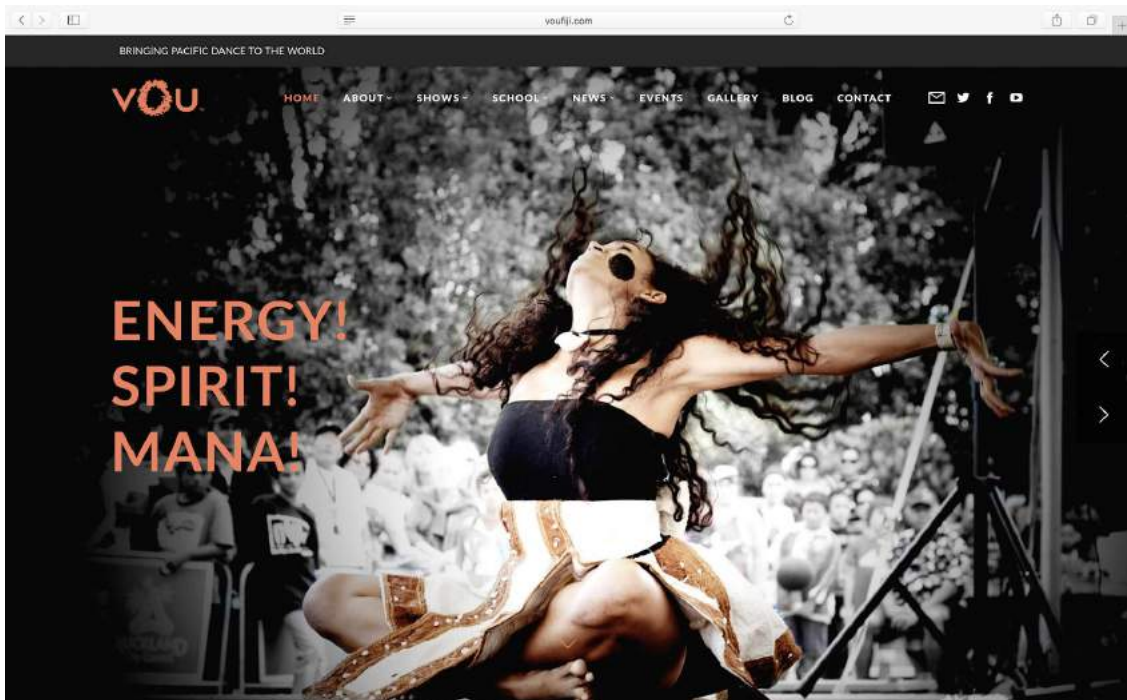 voufiji.com
BRINGING PACIFIC DANCE TO THE WORLD
VOU
HOME ABOUT SHOWS SCHOOL NEWS EVENTS GALLERY BLOG CONTACT
ENERGY!
SPIRIT!
MANA!